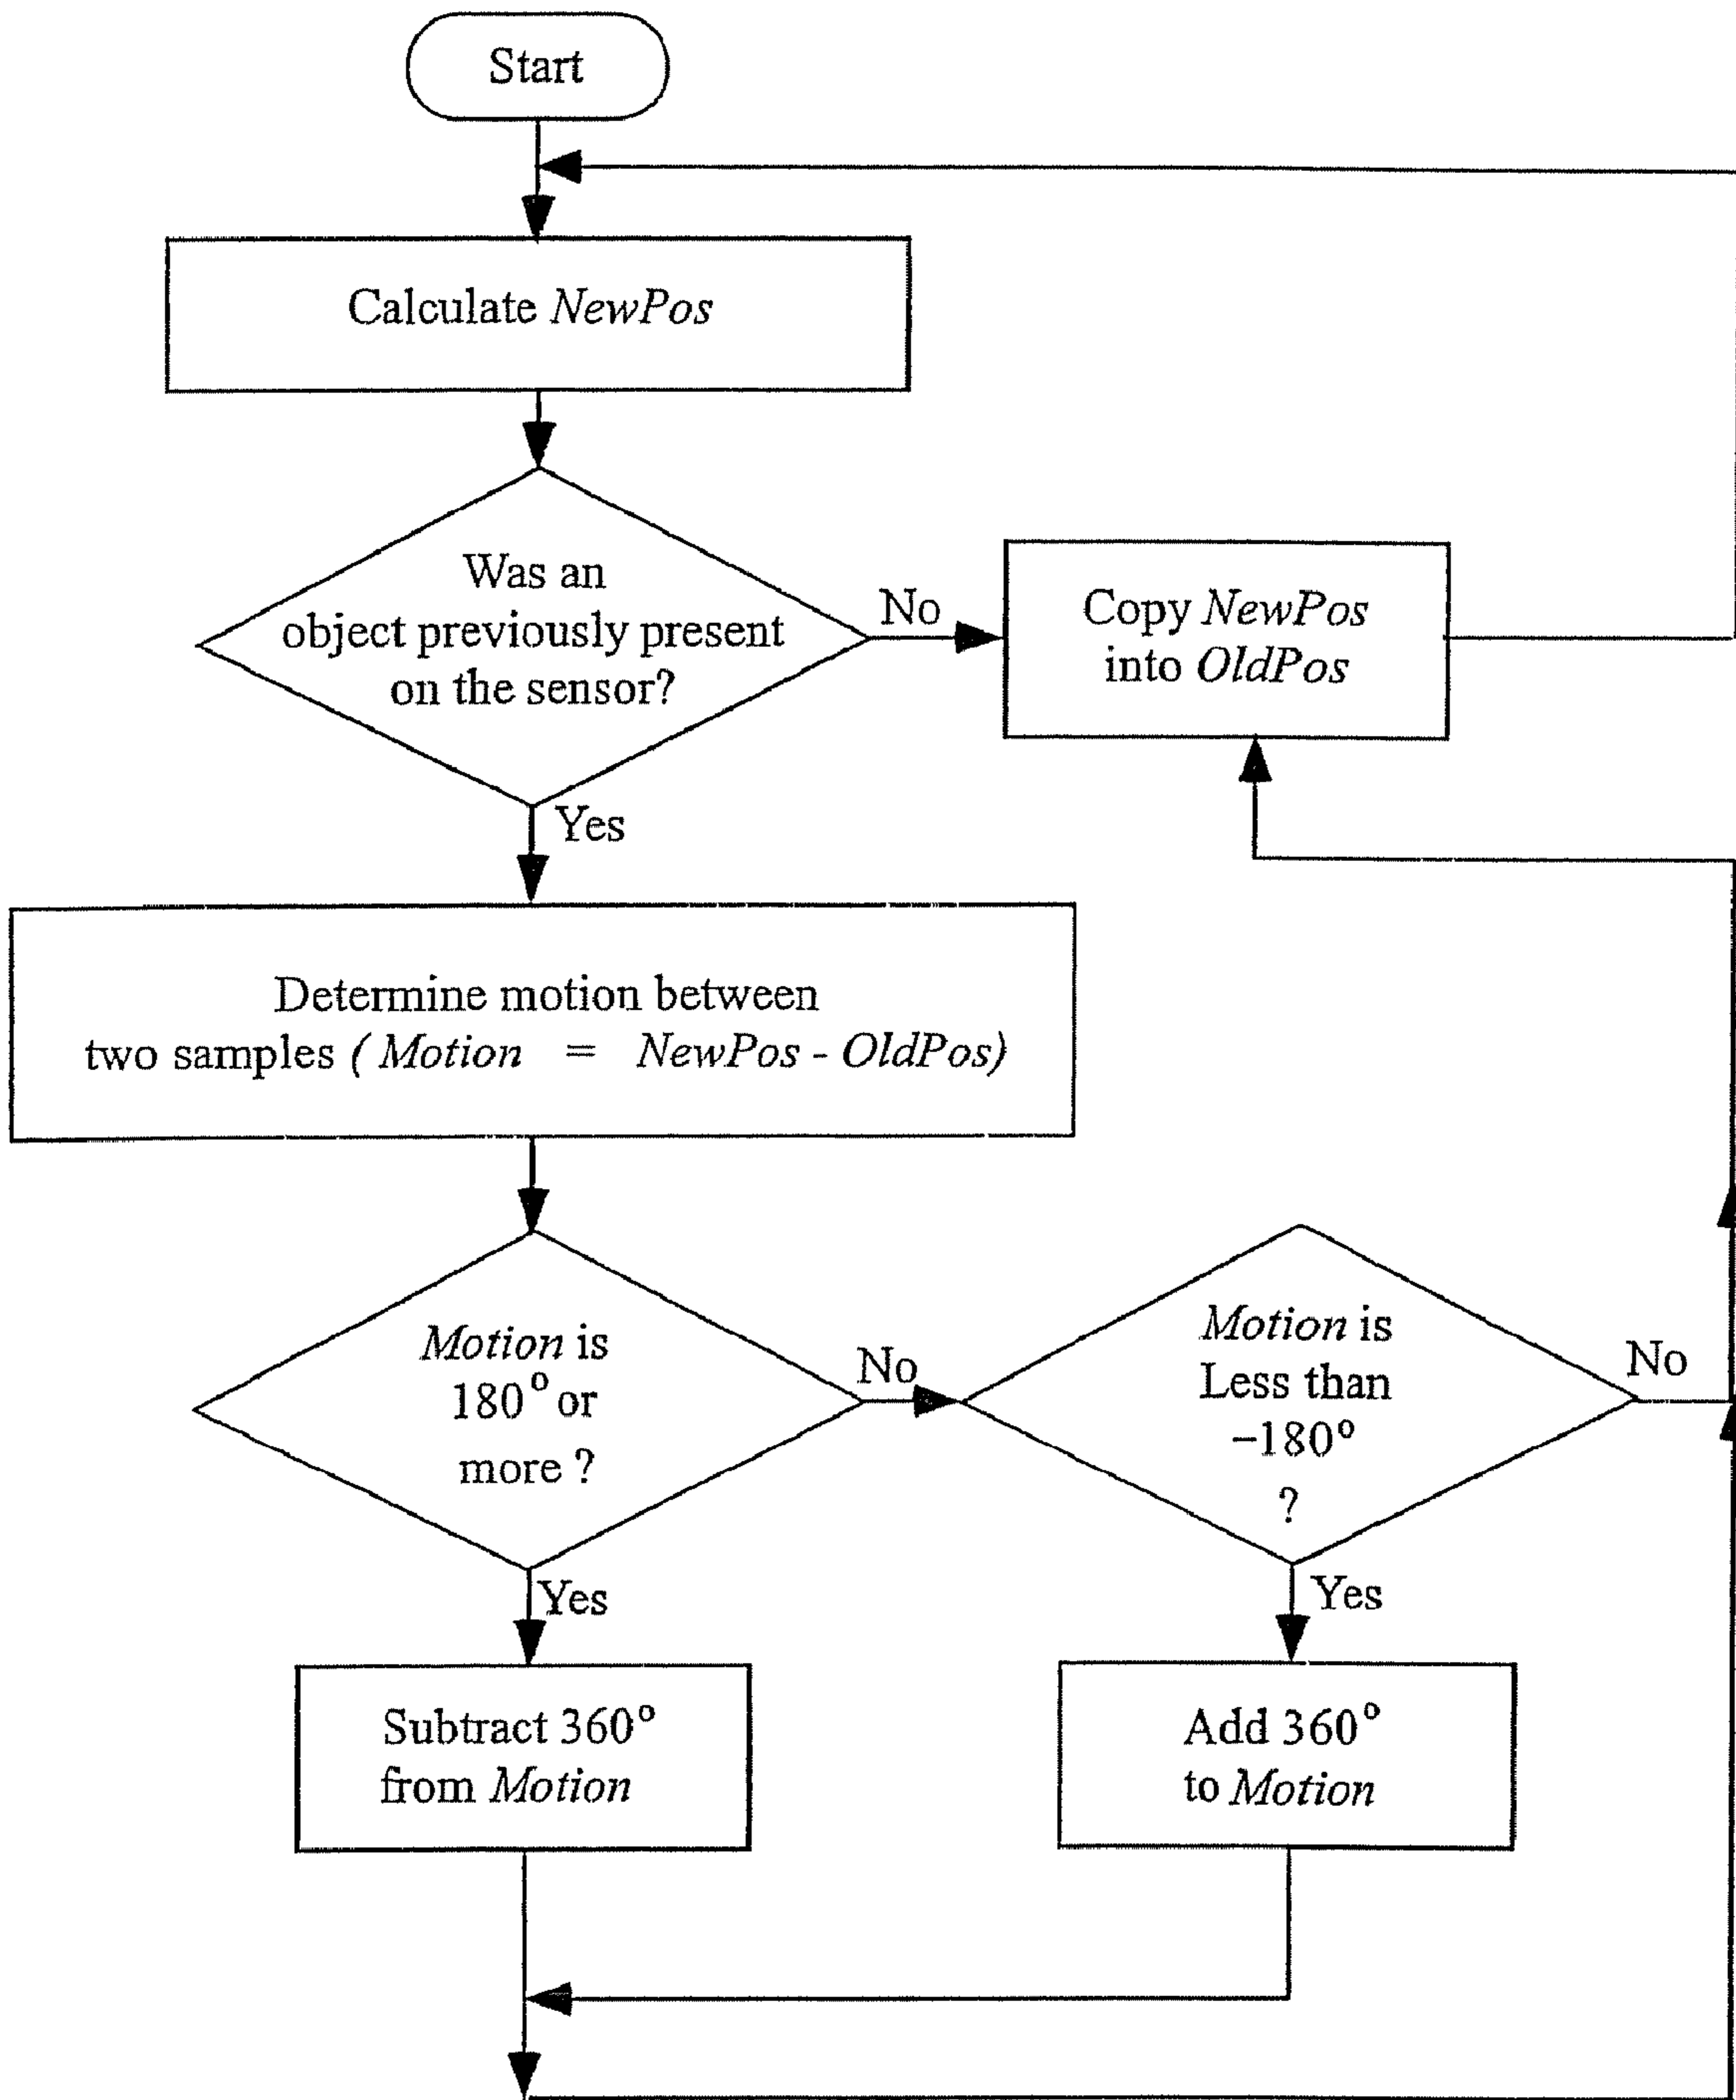 Start
Calculate NewPos
Was an
object previously present
on the sensor?
No
Copy NewPos
into OldPos
Yes
Determine motion between
two samples ( Motion = NewPos - OldPos)
Motion is
180° or
more ?
No
Motion is
Less than
–180°
?
No
Yes
Yes
Subtract 360°
from Motion
Add 360°
to Motion